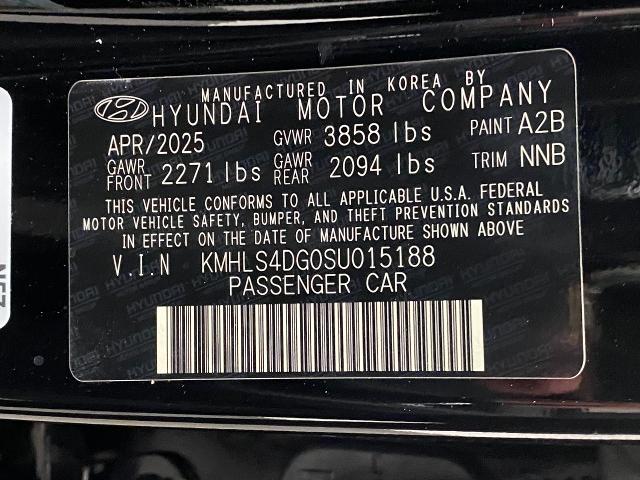 MANUFACTURED IN KOREA BY
HYUNDAI MOTOR COMPANY
APR/2025 GVWR 3858 lbs PAINT A2B
GAWR FRONT 2271 lbs GAWR REAR 2094 lbs TRIM NNB
THIS VEHICLE CONFORMS TO ALL APPLICABLE U.S.A. FEDERAL
MOTOR VEHICLE SAFETY, BUMPER, AND THEFT PREVENTION STANDARDS
IN EFFECT ON THE DATE OF MANUFACTURE SHOWN ABOVE
V.I.N KMHLS4DG0SU015188
PASSENGER CAR